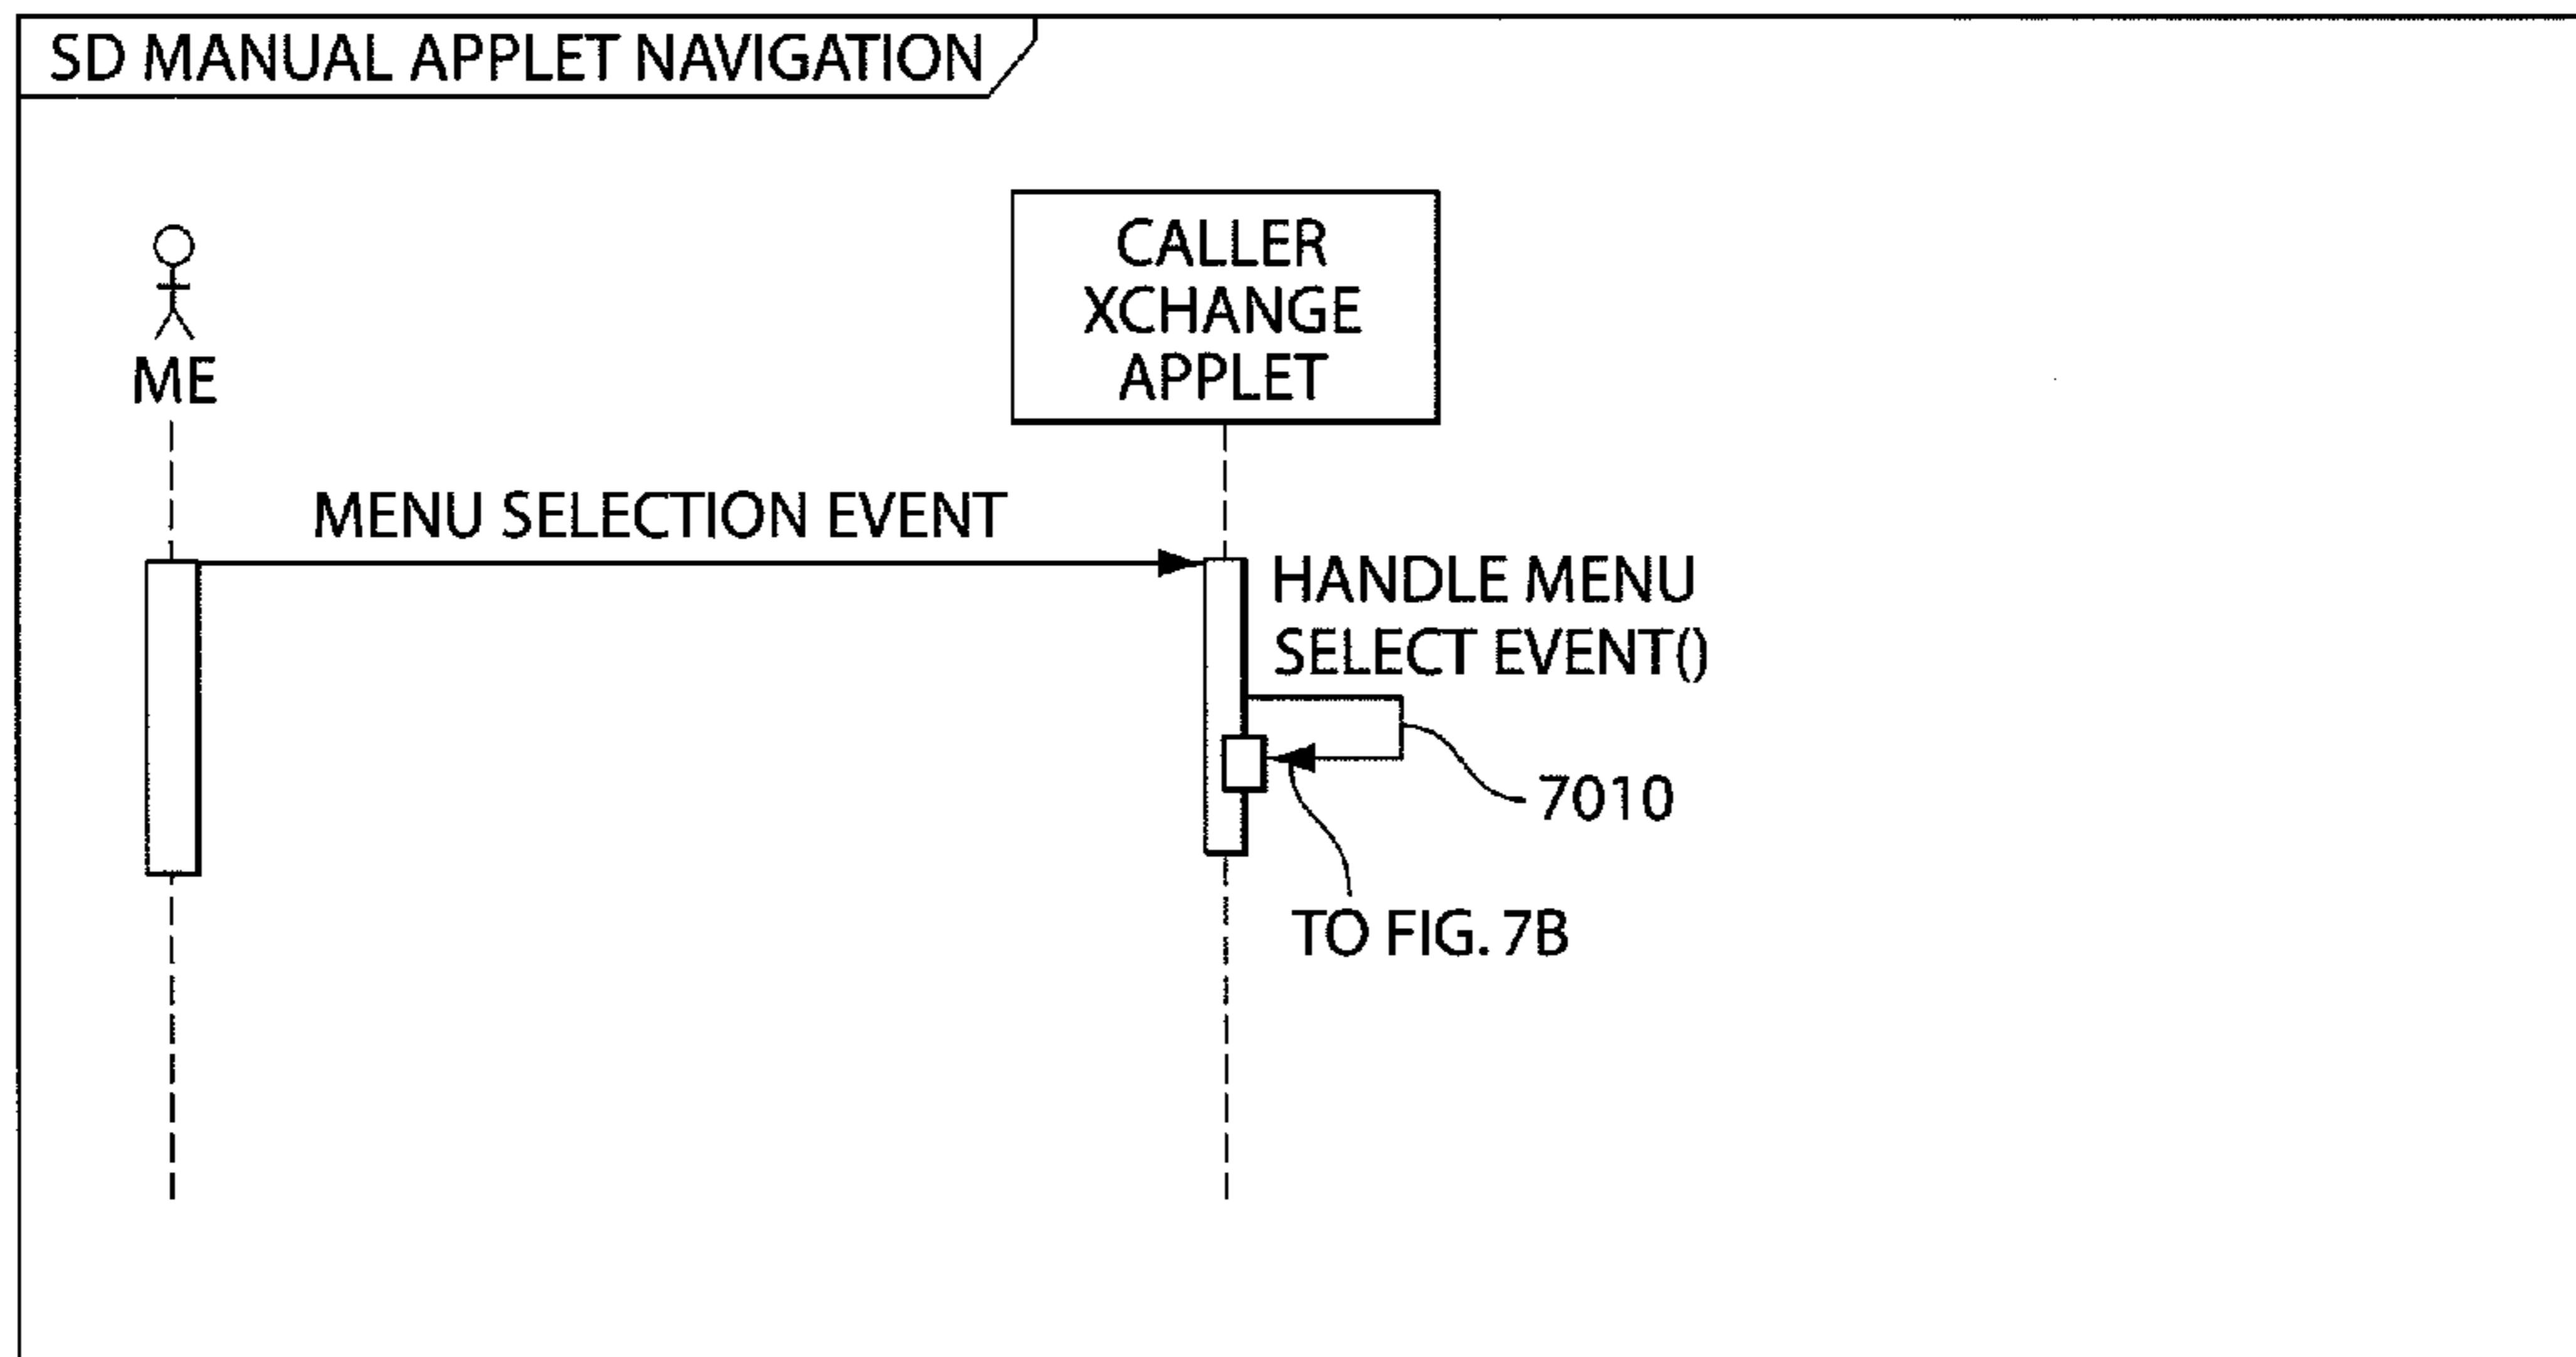 SD MANUAL APPLET NAVIGATION
ME
CALLER
XCHANGE
APPLET
MENU SELECTION EVENT
HANDLE MENU
SELECT EVENT()
7010
TO FIG. 7B